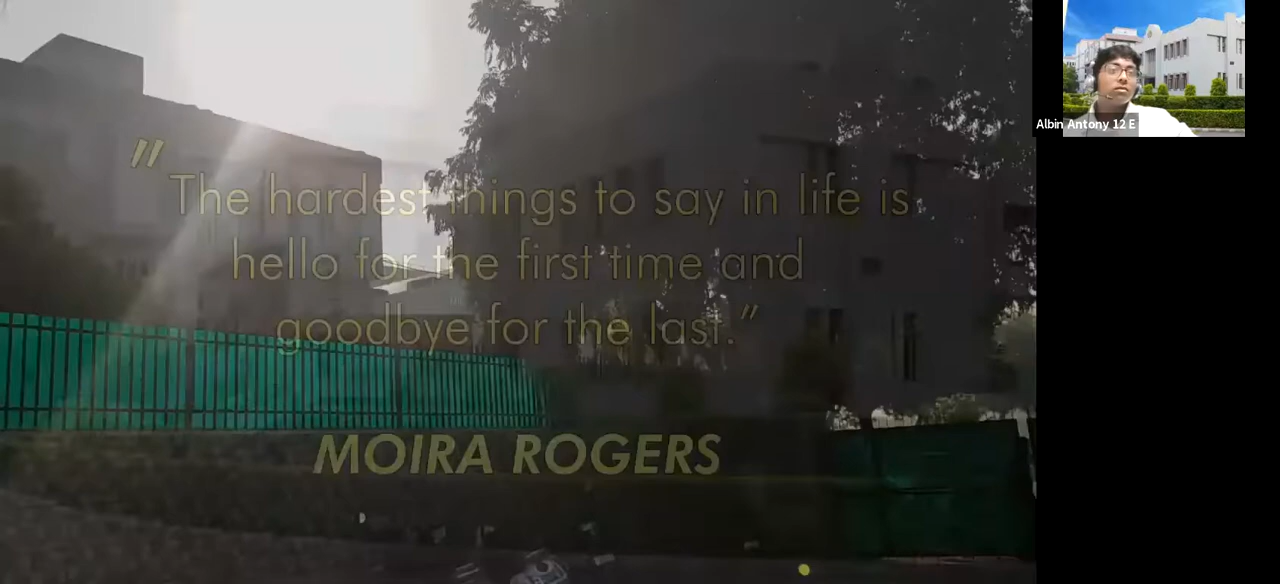 "The hardest things to say in life is
hello for the first time and
goodbye for the last."
MOIRA ROGERS
Albin Antony 12 E